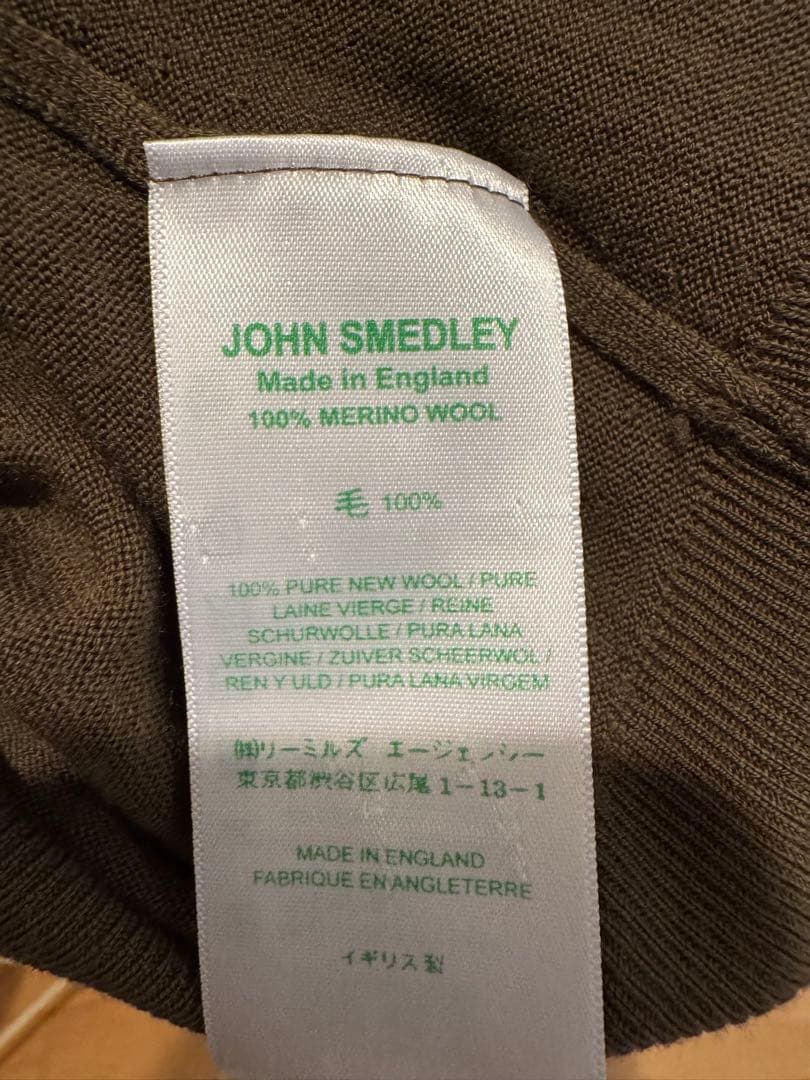 JOHN SMEDLEY
Made in England
100% MERINO WOOL
毛 100%
100% PURE NEW WOOL / PURE
LAINE VIERGE / REINE
SCHURWOLLE / PURA LANA
VERGINE / ZUIVER SCHEERWOL /
REN Y ULD / PURA LANA VIRGEM
㈱リーミルズ エージェンシー
東京都渋谷区広尾 1-13-1
MADE IN ENGLAND
FABRIQUE EN ANGLETERRE
イギリス製